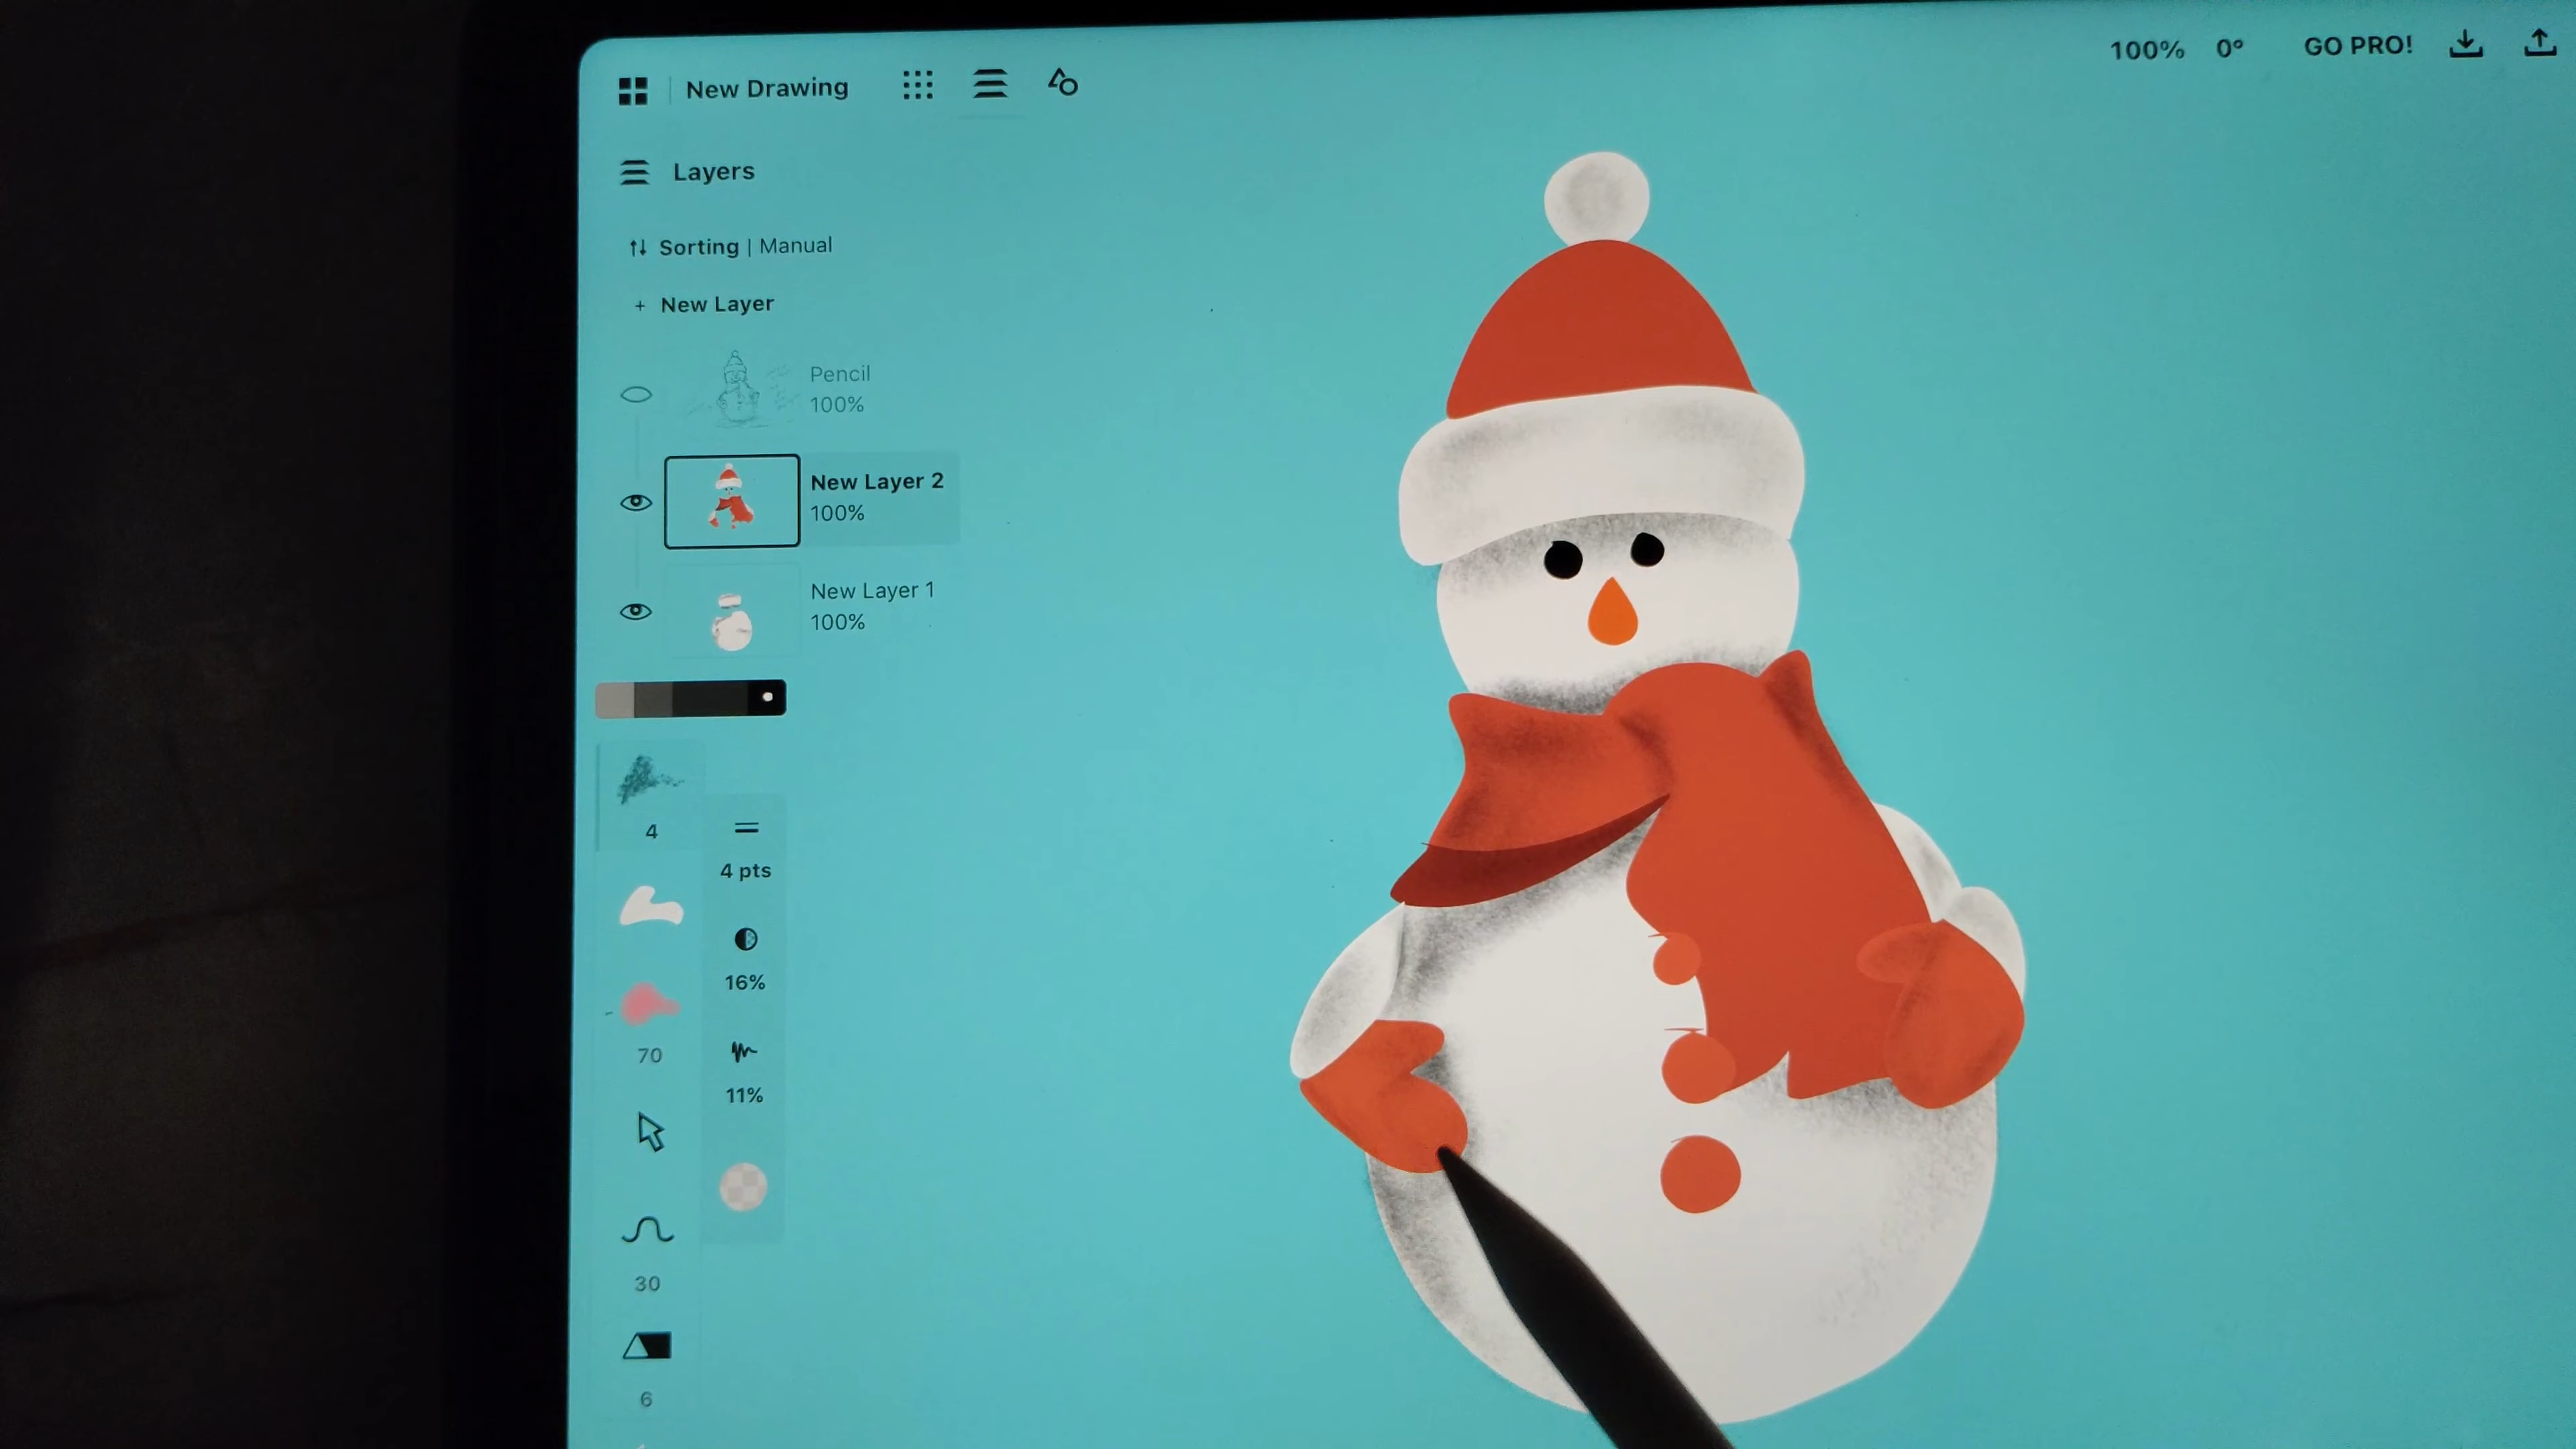 New Drawing
100% 0° GO PRO!
Layers
Sorting | Manual
+ New Layer
Pencil
100%
New Layer 2
100%
New Layer 1
100%
4
4 pts
16%
70
11%
30
6